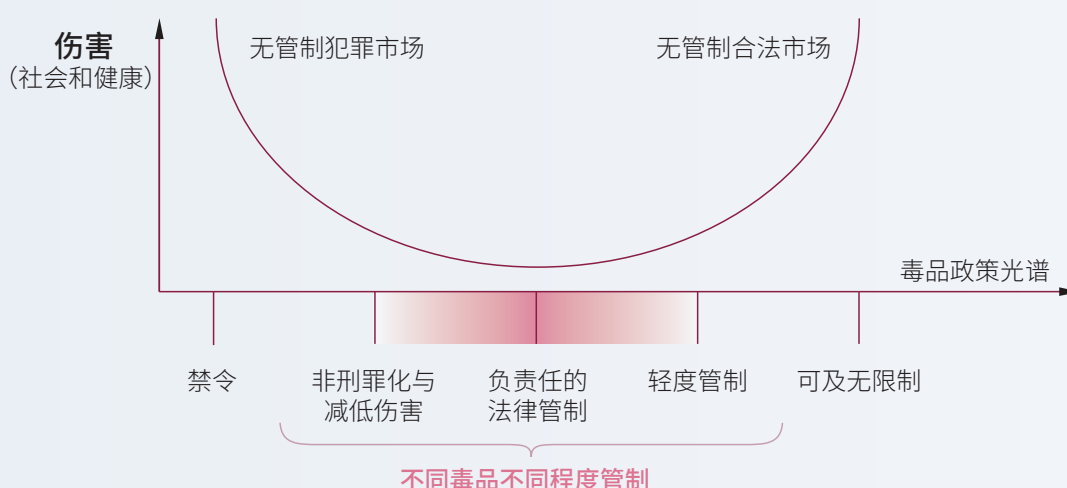 伤害
（社会和健康）
无管制犯罪市场
无管制合法市场
毒品政策光谱
禁令
非刑罪化与
减低伤害
负责任的
法律管制
轻度管制
可及无限制
不同毒品不同程度管制